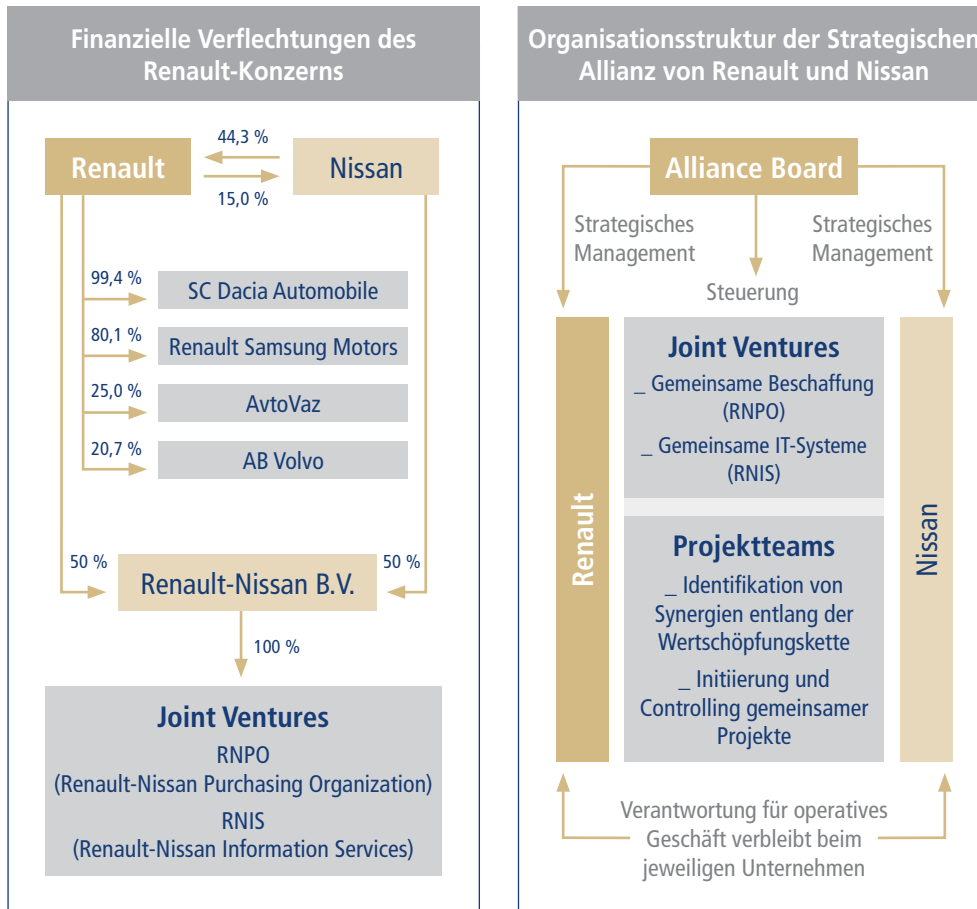 Finanzielle Verflechtungen des
Renault-Konzerns
44,3 %
Renault
Nissan
15,0 %
99,4 %
SC Dacia Automobile
80,1 %
Renault Samsung Motors
25,0 %
AvtoVaz
20,7 %
AB Volvo
50 %
50 %
Renault-Nissan B.V.
100 %
Joint Ventures
RNPO
(Renault-Nissan Purchasing Organization)
RNIS
(Renault-Nissan Information Services)
Organisationsstruktur der Strategischen
Allianz von Renault und Nissan
Alliance Board
Strategisches
Management
Strategisches
Management
Steuerung
Renault
Joint Ventures
_ Gemeinsame Beschaffung
(RNPO)
_ Gemeinsame IT-Systeme
(RNIS)
Projektteams
_ Identifikation von
Synergien entlang der
Wertschöpfungskette
_ Initiierung und
Controlling gemeinsamer
Projekte
Nissan
Verantwortung für operatives
Geschäft verbleibt beim
jeweiligen Unternehmen